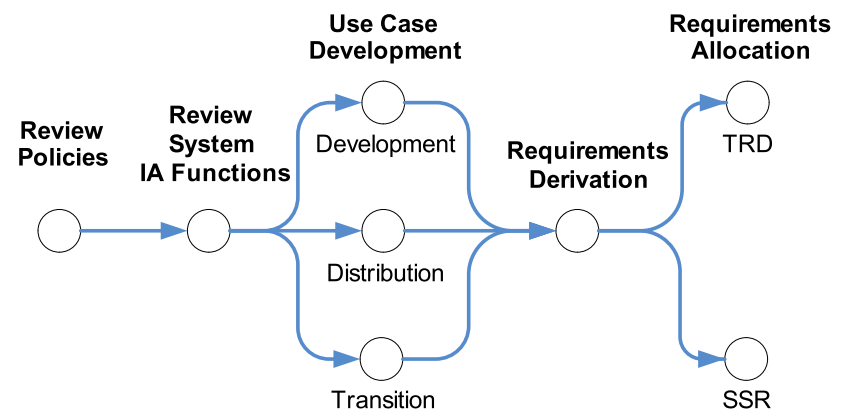 Review
Policies
Review
System
IA Functions
Use Case
Development
Development
Distribution
Transition
Requirements
Derivation
Requirements
Allocation
TRD
SSR